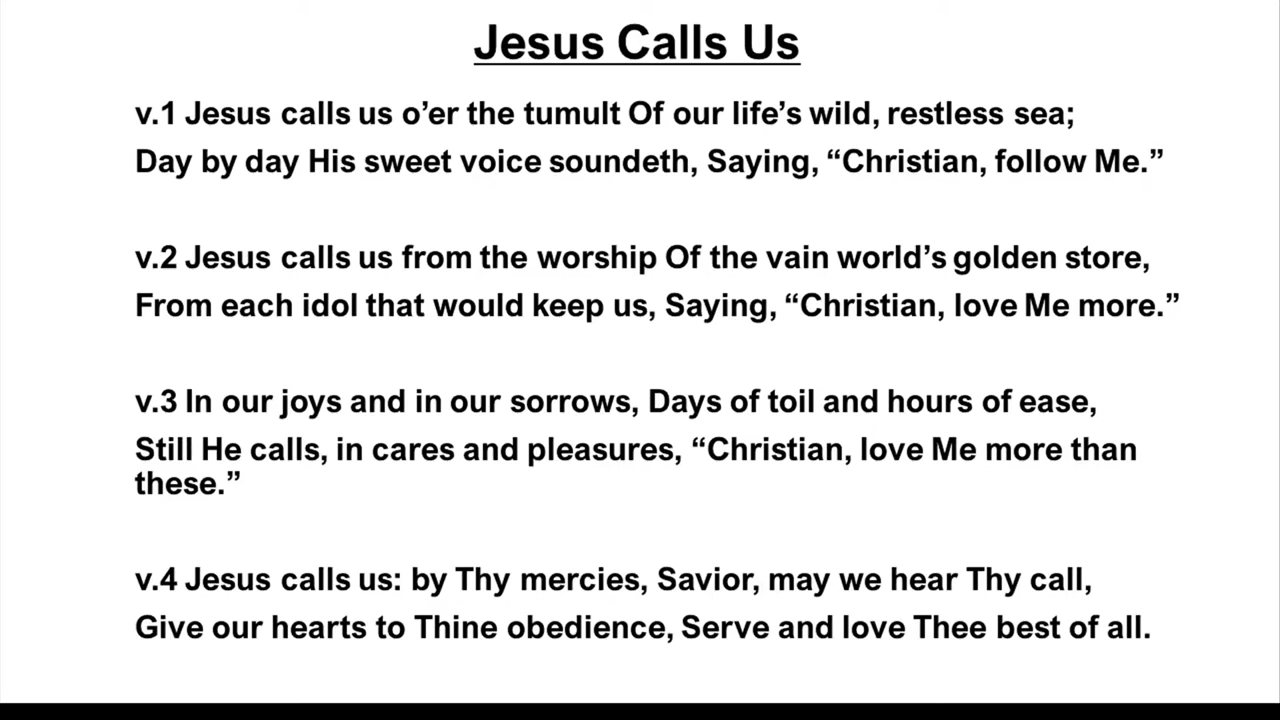 Jesus Calls Us
v.1 Jesus calls us o’er the tumult Of our life’s wild, restless sea;
Day by day His sweet voice soundeth, Saying, “Christian, follow Me.”
v.2 Jesus calls us from the worship Of the vain world’s golden store,
From each idol that would keep us, Saying, “Christian, love Me more.”
v.3 In our joys and in our sorrows, Days of toil and hours of ease,
Still He calls, in cares and pleasures, “Christian, love Me more than
these.”
v.4 Jesus calls us: by Thy mercies, Savior, may we hear Thy call,
Give our hearts to Thine obedience, Serve and love Thee best of all.